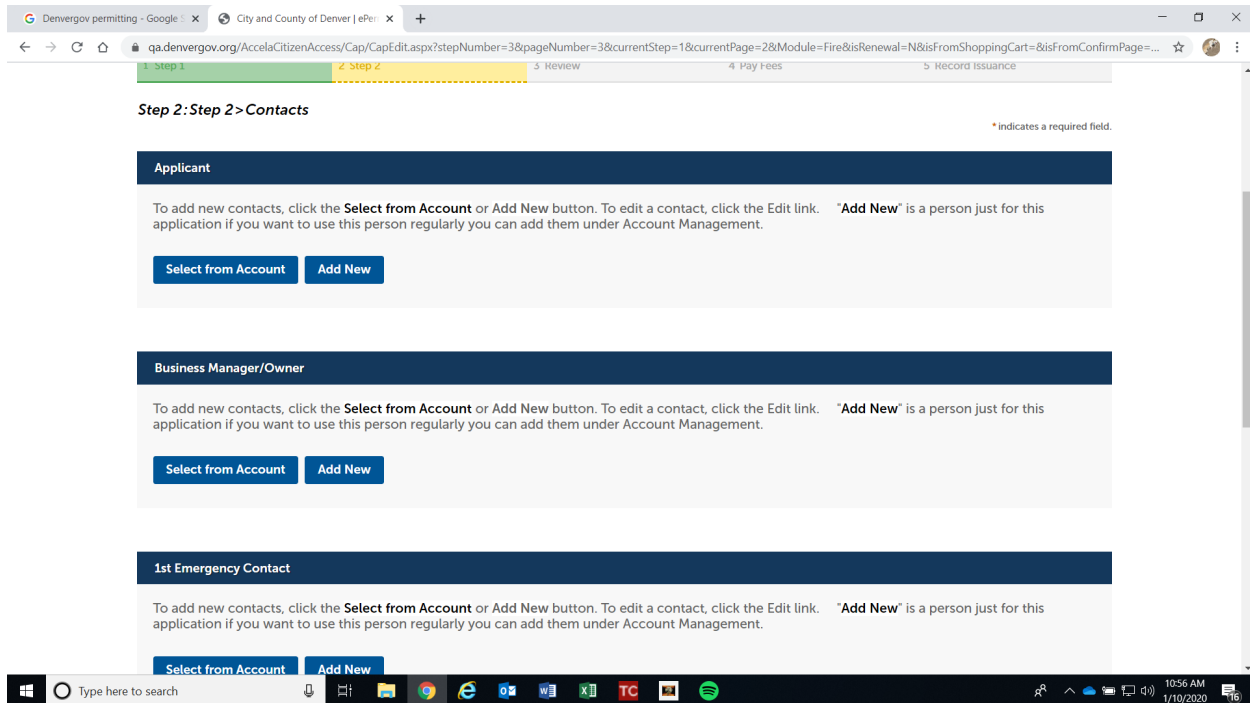 Denvergov permitting - Google S
City and County of Denver | ePer
qa.denvergov.org/AccelaCitizenAccess/Cap/CapEdit.aspx?stepNumber=3&pageNumber=3&currentStep=1&currentPage=2&Module=Fire&isRenewal=N&isFromShoppingCart=&isFromConfirmPage=...
1 Step 1 2 Step 2 3 Review 4 Pay Fees 5 Record Issuance
Step 2:Step 2>Contacts
* indicates a required field.
Applicant
To add new contacts, click the Select from Account or Add New button. To edit a contact, click the Edit link. "Add New" is a person just for this
application if you want to use this person regularly you can add them under Account Management.
Select from Account Add New
Business Manager/Owner
To add new contacts, click the Select from Account or Add New button. To edit a contact, click the Edit link. "Add New" is a person just for this
application if you want to use this person regularly you can add them under Account Management.
Select from Account Add New
1st Emergency Contact
To add new contacts, click the Select from Account or Add New button. To edit a contact, click the Edit link. "Add New" is a person just for this
application if you want to use this person regularly you can add them under Account Management.
Select from Account Add New
Type here to search
TC
10:56 AM
1/10/2020
16